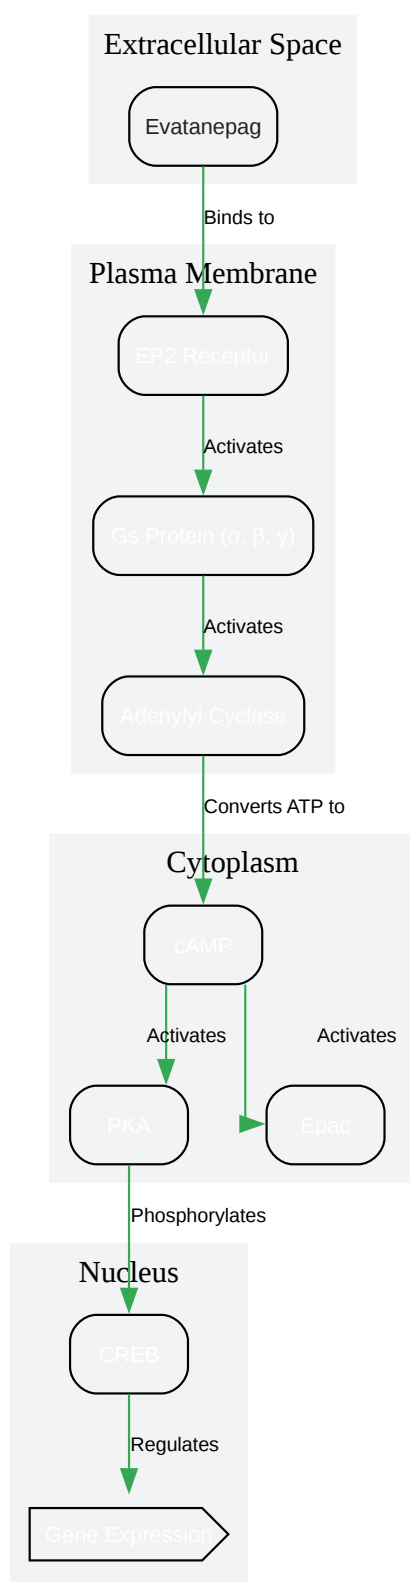 Extracellular Space
Evatanepag
Binds to
Plasma Membrane
EP2 Receptor
Activates
Gs Protein (α, β, γ)
Activates
Adenylyl Cyclase
Converts ATP to
Cytoplasm
cAMP
Activates
Activates
PKA
Epac
Phosphorylates
Nucleus
CREB
Regulates
Gene Expression